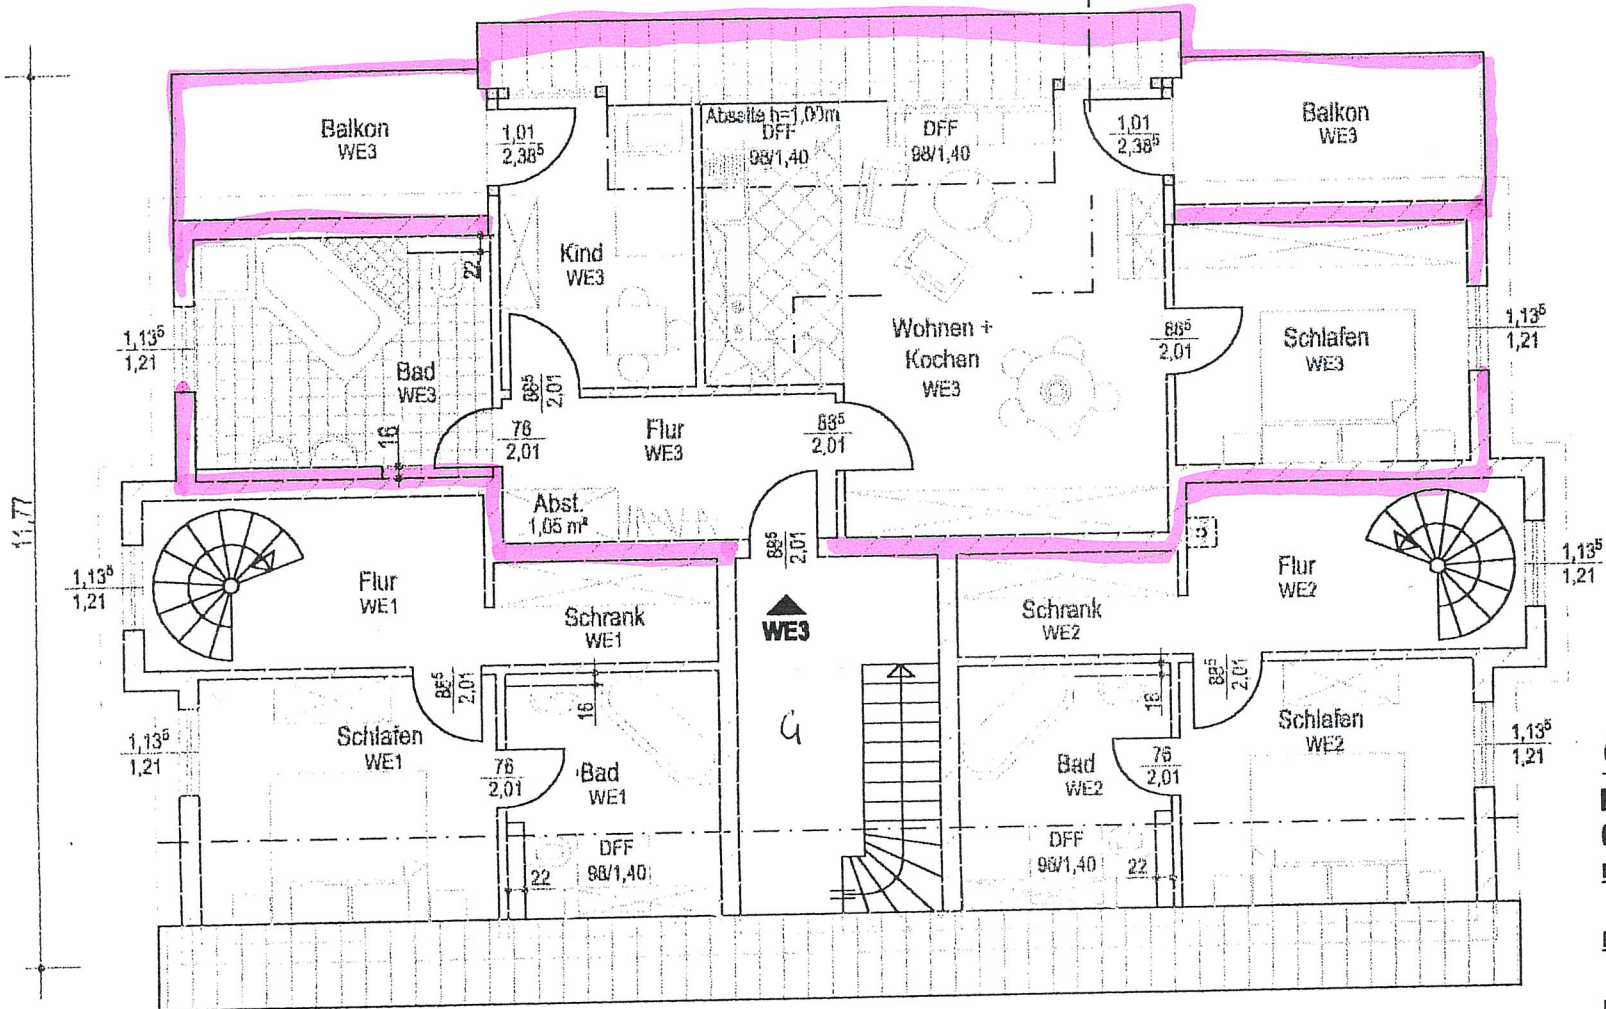 Balkon
WE3
1,01
2,38⁵
Abseite h=1,00m
DFF
98/1,40
DFF
98/1,40
1,01
2,38⁵
Balkon
WE3
22
Kind
WE3
1,13⁵
1,21
Bad
WE3
88⁵
2,01
Wohnen +
Kochen
WE3
88⁵
2,01
Schlafen
WE3
1,13⁵
1,21
16
76
2,01
Flur
WE3
88⁵
2,01
Abst.
1,05 m²
11,77
88⁵
2,01
S
1,13⁵
1,21
Flur
WE1
Schrank
WE1
WE3
Schrank
WE2
Flur
WE2
1,13⁵
1,21
88⁵
2,01
16
16
88⁵
2,01
1,13⁵
1,21
Schlafen
WE1
76
2,01
Bad
WE1
Bad
WE2
76
2,01
Schlafen
WE2
1,13⁵
1,21
DFF
98/1,40
22
DFF
98/1,40
22